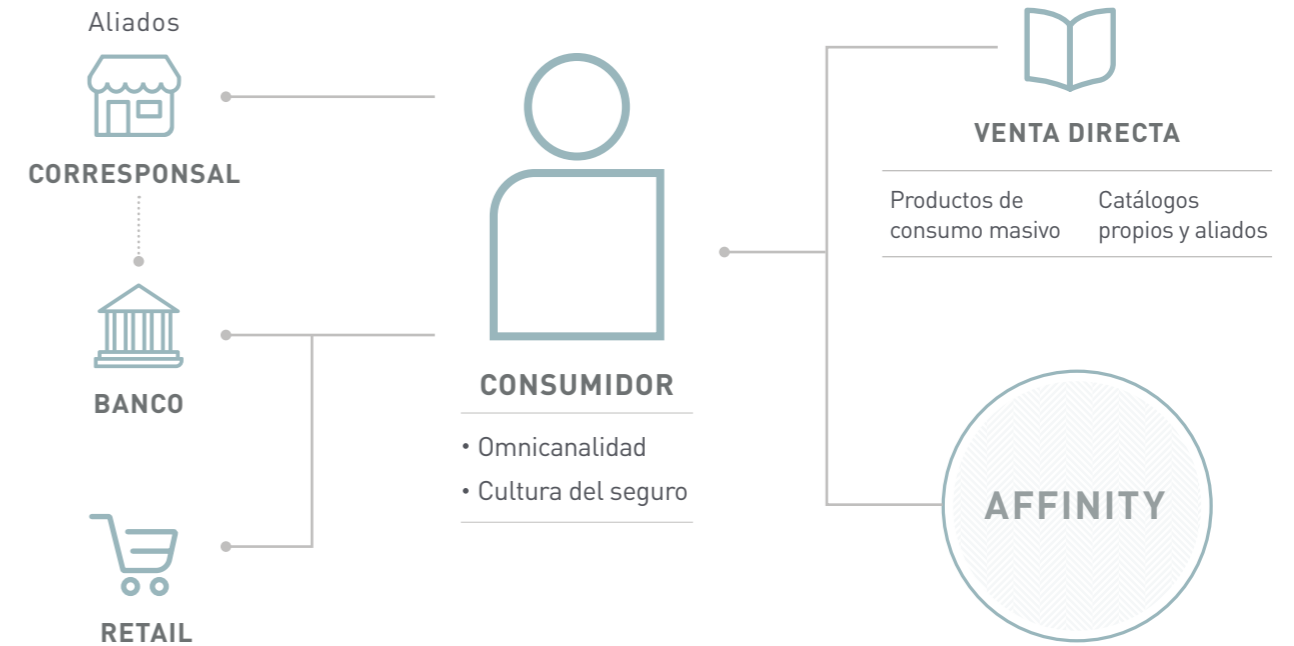 Aliados
CORRESPONSAL
BANCO
RETAIL
CONSUMIDOR
• Omnicanalidad
• Cultura del seguro
VENTA DIRECTA
Productos de
consumo masivo
Catálogos
propios y aliados
AFFINITY